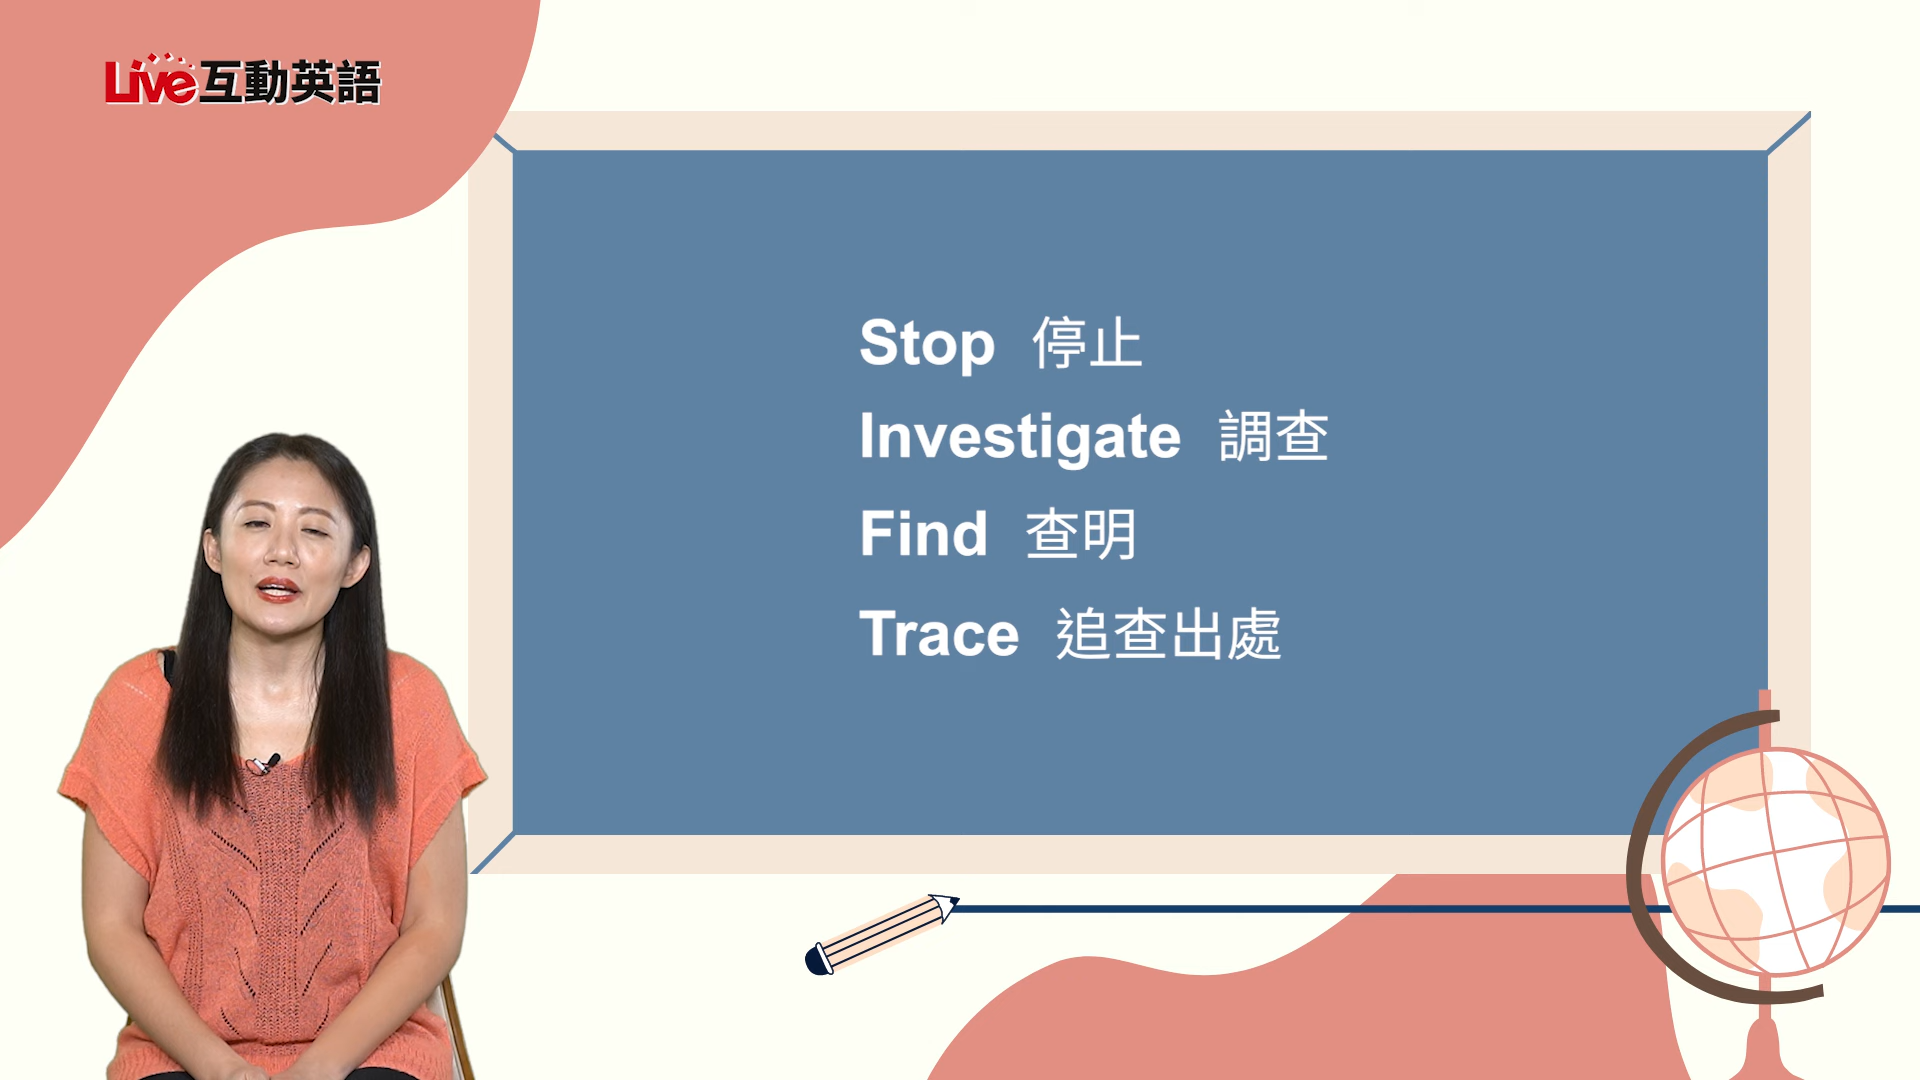 Live互動英語
Stop 停止
Investigate 調查
Find 查明
Trace 追查出處